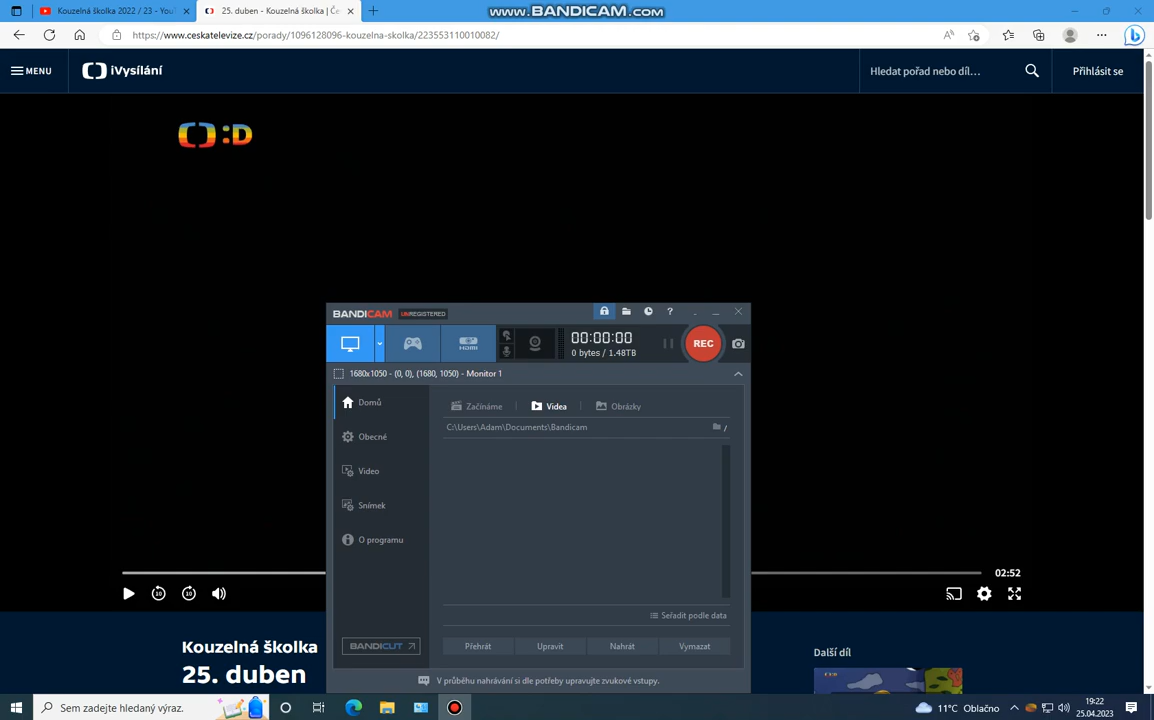 Kouzelná školka 2022 / 23 - You
25. duben - Kouzelná školka | Če
www.BANDICAM.com
https://www.ceskatelevize.cz/porady/1096128096-kouzelna-skolka/223553110010082/
MENU
iVysílání
Hledat pořad nebo díl...
Přihlásit se
:D
BANDICAM UNREGISTERED
REC
00:00:00
0 bytes / 1.48TB
HDMI
1680x1050 - (0, 0), (1680, 1050) - Monitor 1
Domů
Obecné
Video
Snímek
O programu
BANDICUT
Začínáme
Videa
Obrázky
C:\Users\Adam\Documents\Bandicam
/
Seřadit podle data
Přehrát
Upravit
Nahrát
Vymazat
V průběhu nahrávání si dle potřeby upravujte zvukové vstupy.
02:52
10
10
Kouzelná školka
25. duben
Další díl
Sem zadejte hledaný výraz.
11°C Oblačno
19:22
25.04.2023